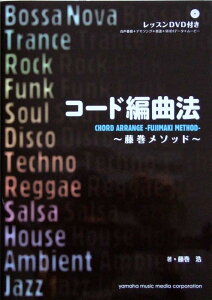 Bossa Nova
Trance
Rock
Funk
Soul
Disco
Techno
Reggae
Salsa
House
Ambient
Jazz
レッスンDVD付き
コード編曲法
CHORD ARRANGE -FUJIMAKI METHOD-
～藤巻メソッド～
著・藤巻 浩
yamaha music media corporation